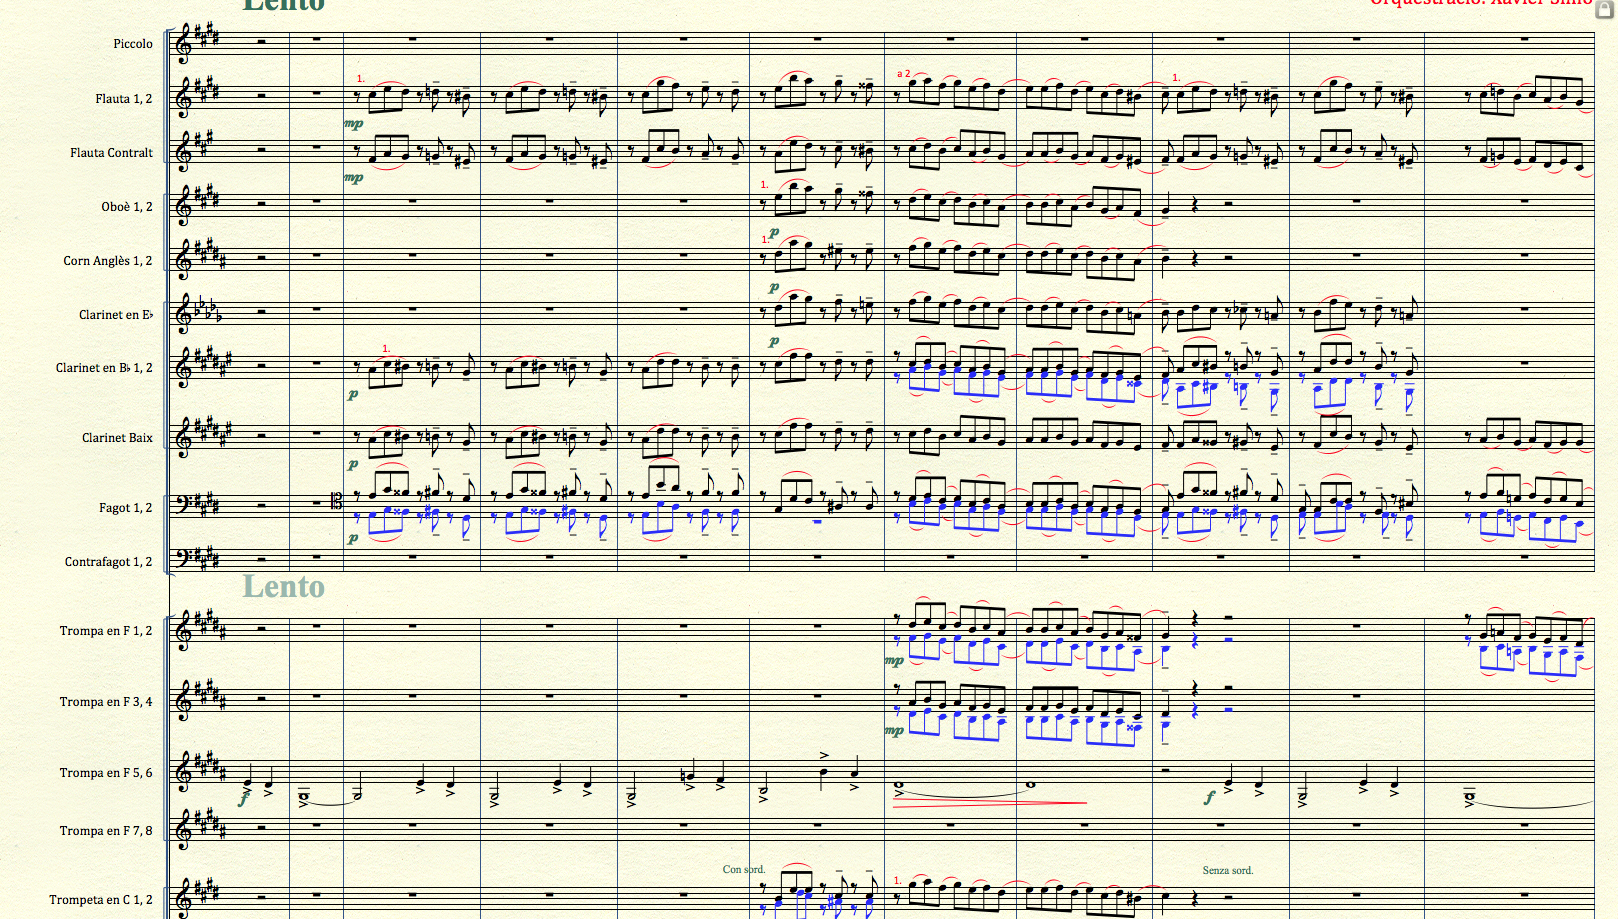 Lento
Orquestració: Xavier Simó
Piccolo
Flauta 1, 2
1.
a 2
1.
mp
Flauta Contralt
mp
Oboè 1, 2
1.
p
Corn Anglès 1, 2
1.
p
Clarinet en E♭
p
Clarinet en B♭ 1, 2
1.
p
Clarinet Baix
p
Fagot 1, 2
p
Contrafagot 1, 2
Lento
Trompa en F 1, 2
mp
Trompa en F 3, 4
mp
Trompa en F 5, 6
f
f
Trompa en F 7, 8
Con sord.
Senza sord.
Trompeta en C 1, 2
1.